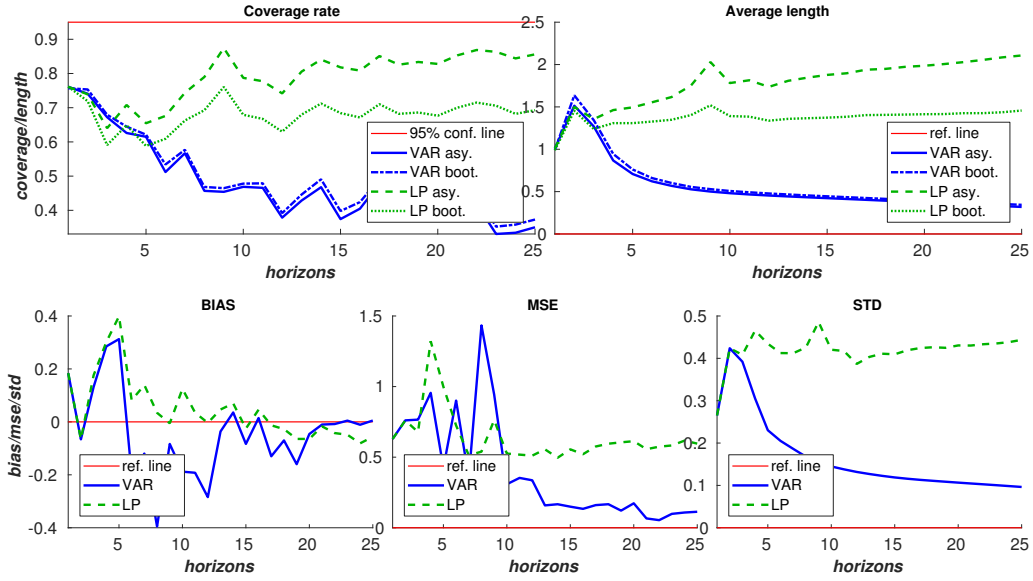 Coverage rate
0.9
0.8
0.7
0.6
0.5
0.4
coverage/length
95% conf. line
VAR asy.
VAR boot.
LP asy.
LP boot.
5 10 15 20 25
horizons
Average length
2.5
2
1.5
1
0.5
0
ref. line
VAR asy.
VAR boot.
LP asy.
LP boot.
5 10 15 20 25
horizons
BIAS
0.4
0.2
0
-0.2
-0.4
bias/mse/std
ref. line
VAR
LP
5 10 15 20 25
horizons
MSE
1.5
1
0.5
0
ref. line
VAR
LP
5 10 15 20 25
horizons
STD
0.5
0.4
0.3
0.2
0.1
0
ref. line
VAR
LP
5 10 15 20 25
horizons